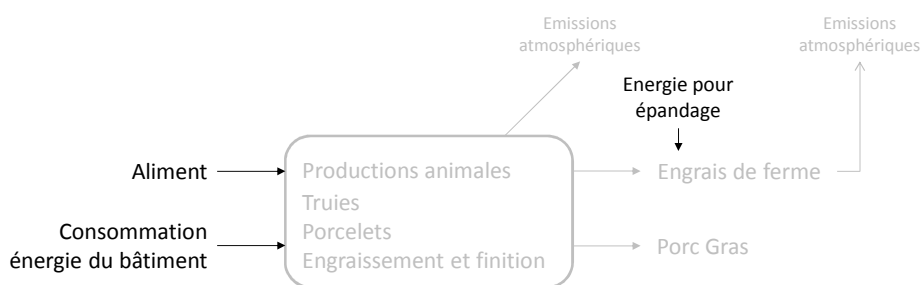 Emissions
atmosphériques
Emissions
atmosphériques
Energie pour
épandage
Aliment
Productions animales
Engrais de ferme
Truies
Consommation
énergie du bâtiment
Porcelets
Engraissement et finition
Porc Gras